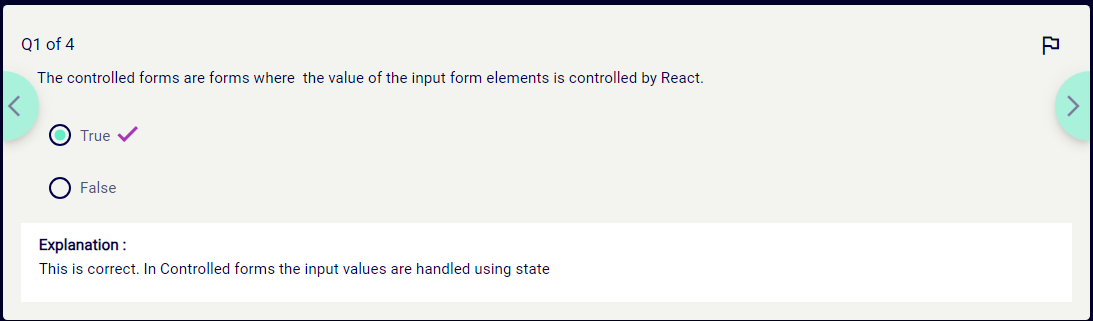 Q1 of 4
The controlled forms are forms where  the value of the input form elements is controlled by React.
True
False
Explanation :
This is correct. In Controlled forms the input values are handled using state